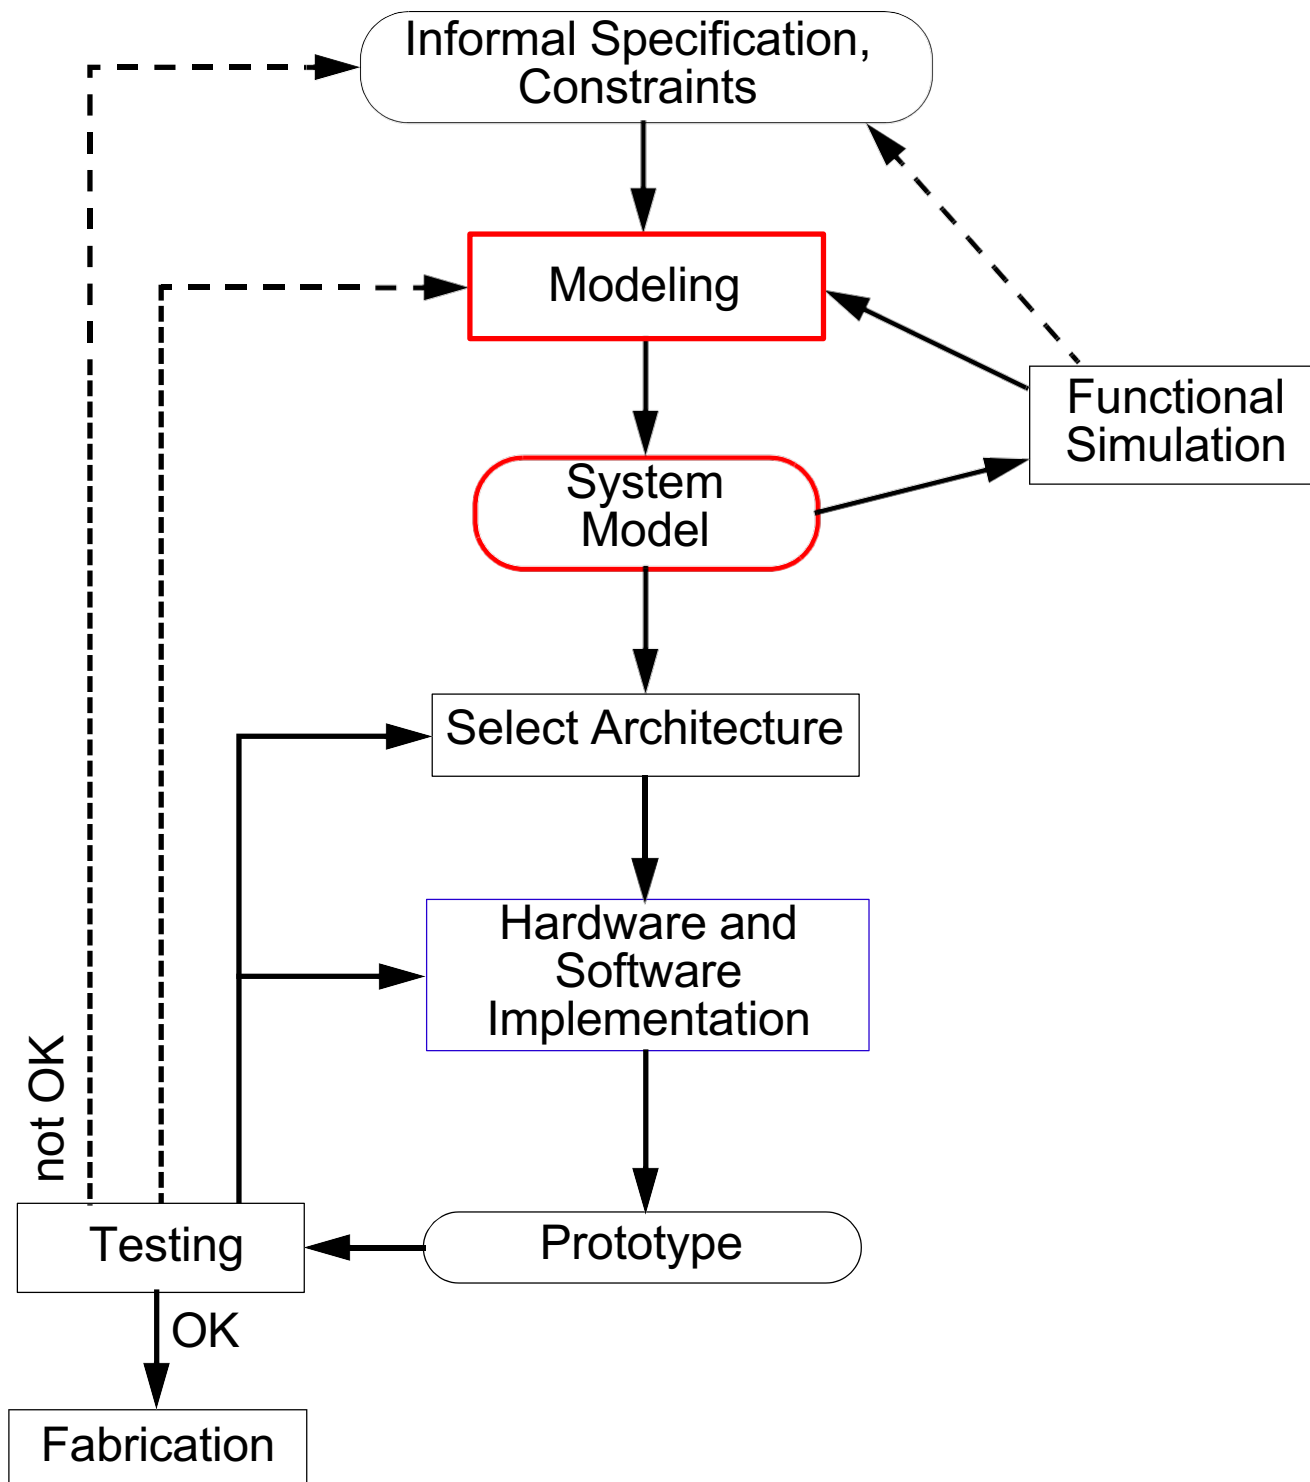 Informal Specification,
Constraints
Modeling
Functional
Simulation
System
Model
Select Architecture
Hardware and
Software
Implementation
not OK
Testing
Prototype
OK
Fabrication